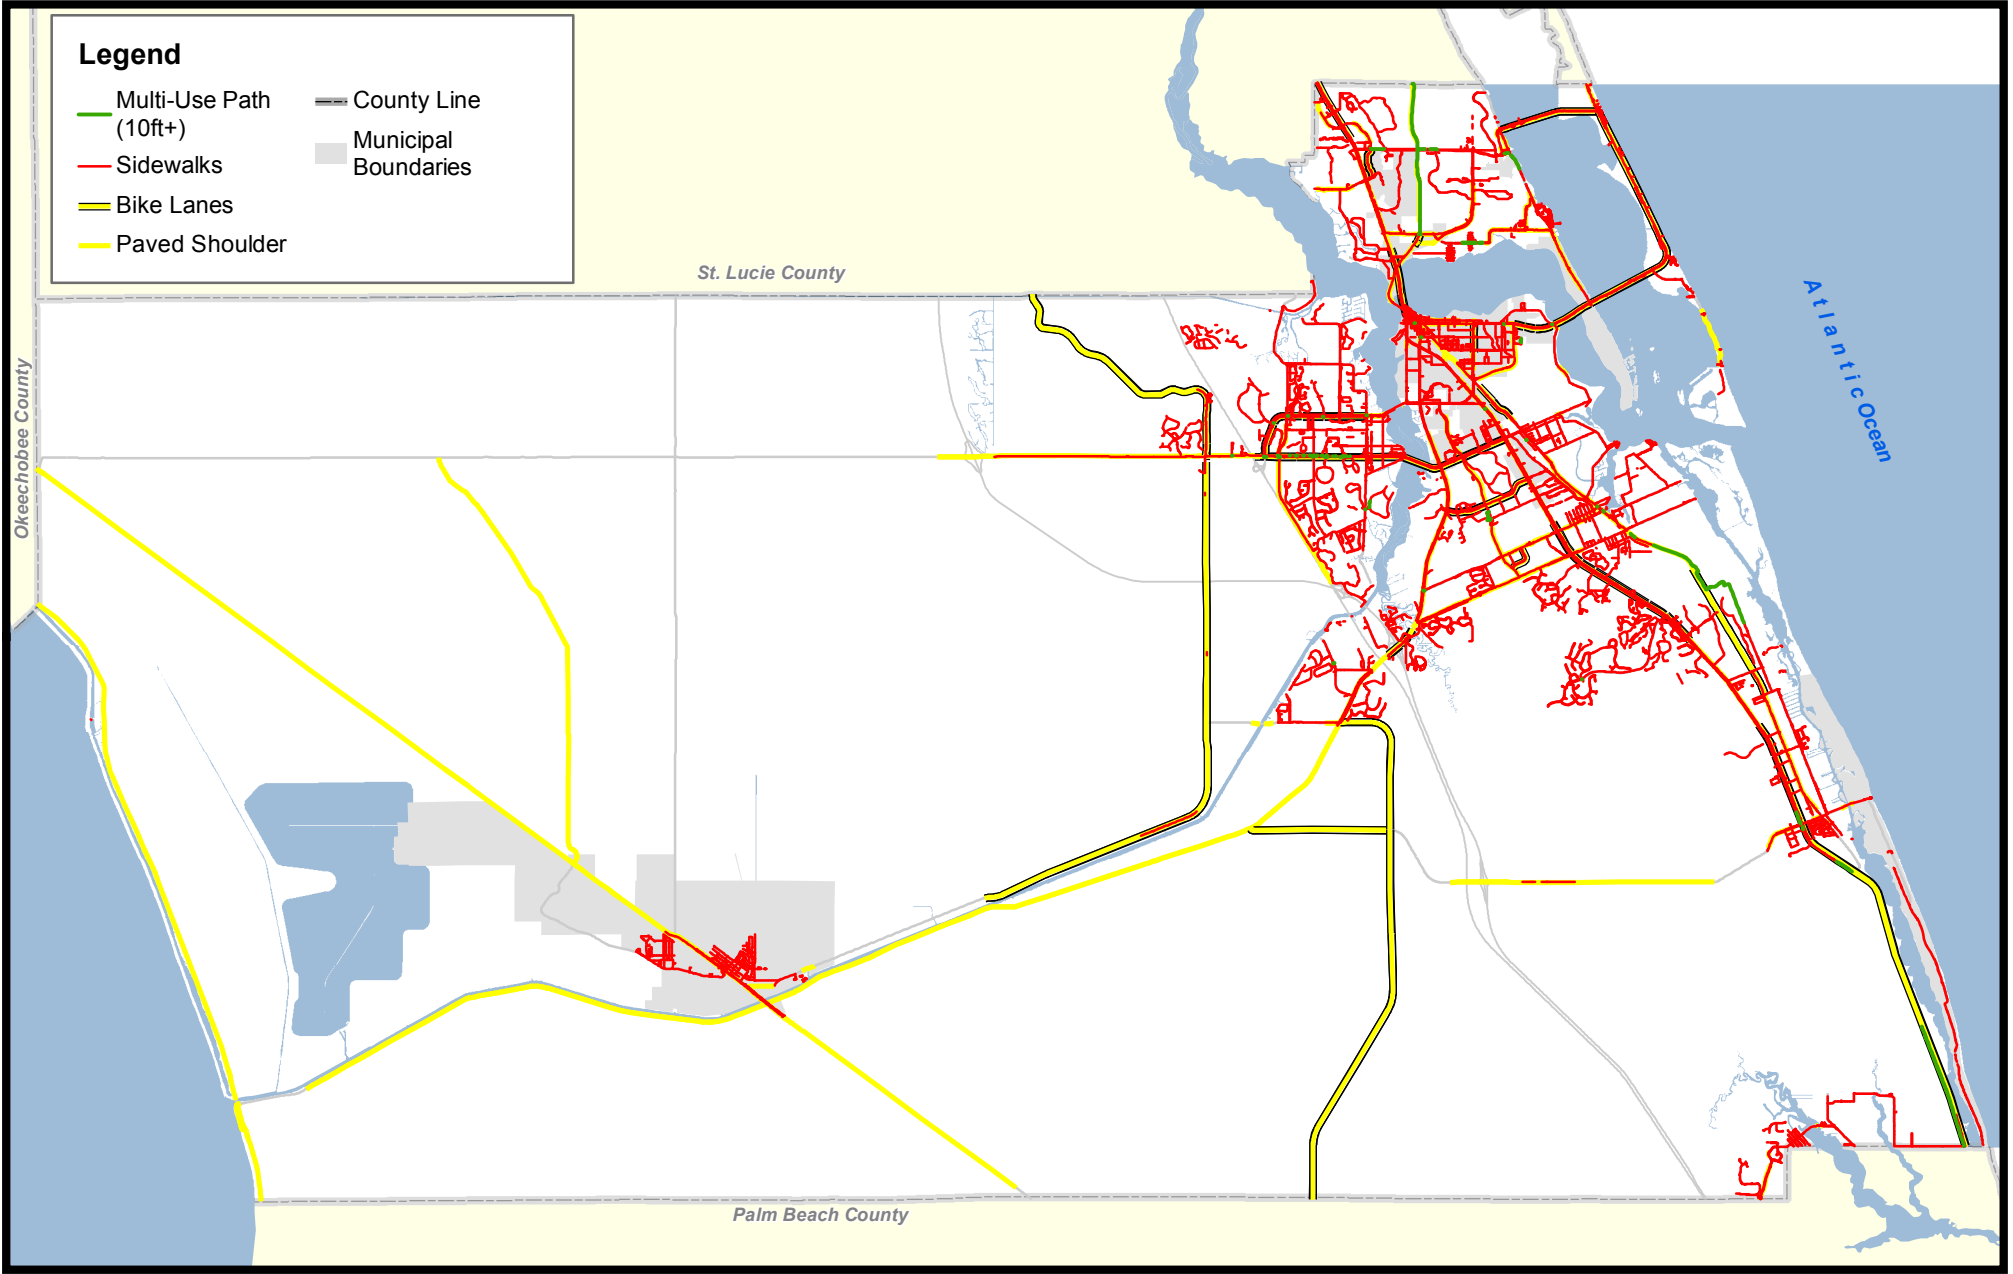 Legend
Multi-Use Path
(10ft+)
Sidewalks
Bike Lanes
Paved Shoulder
County Line
Municipal
Boundaries
St. Lucie County
Okeechobee County
Atlantic Ocean
Palm Beach County